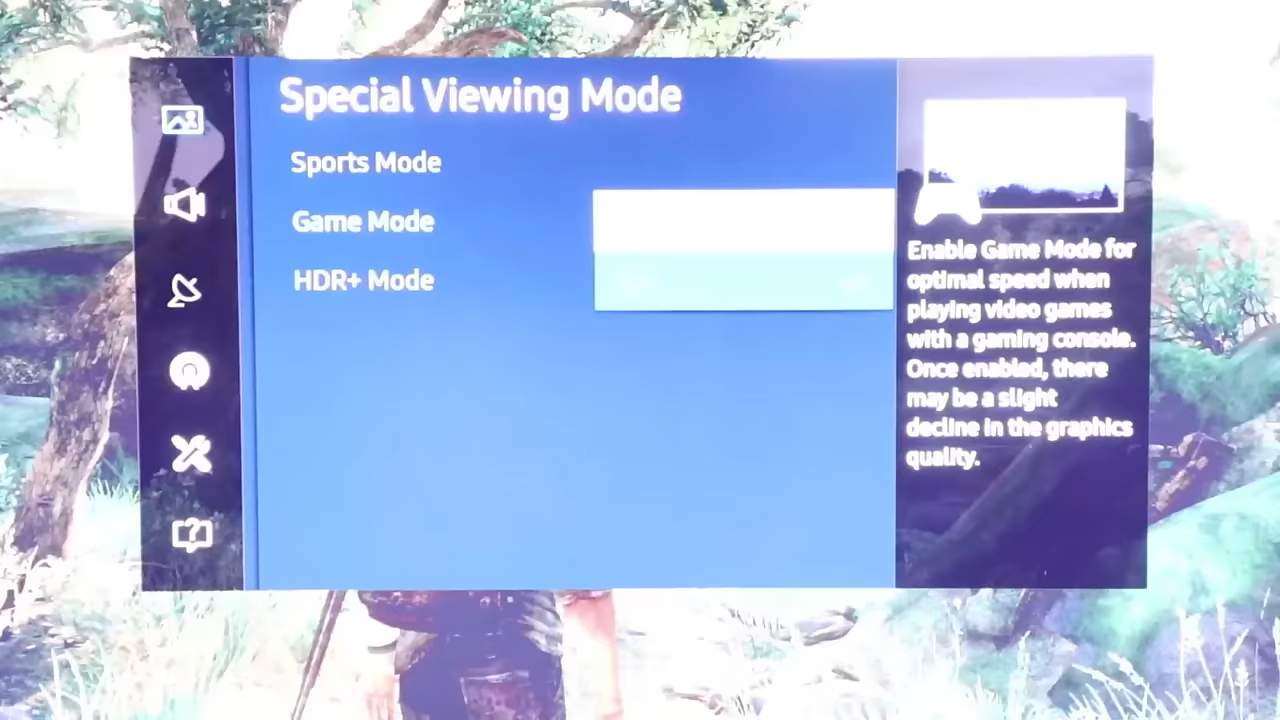 Special Viewing Mode
Sports Mode
Game Mode
HDR+ Mode
Enable Game Mode for
optimal speed when
playing video games
with a gaming console.
Once enabled, there
may be a slight
decline in the graphics
quality.